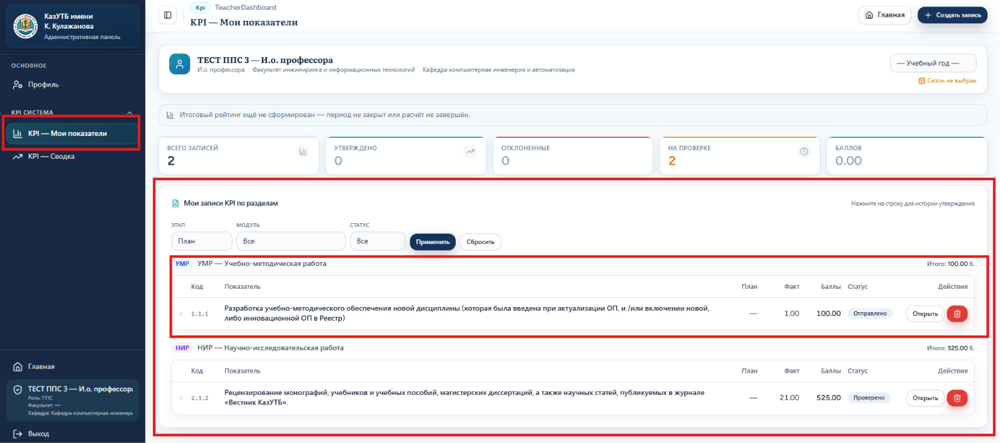 КазУТБ имени
К. Кулажанова
Административная панель
ОСНОВНОЕ
Профиль
KPI СИСТЕМА
KPI — Мои показатели
KPI — Сводка
Главная
ТЕСТ ППС 3 — И.о. профессора
Роль: ППС
Факультет: —
Кафедра: Кафедра компьютерная инженери
Выход
Kpi TeacherDashboard
KPI — Мои показатели
Главная
+ Создать запись
ТЕСТ ППС 3 — И.о. профессора
И.о. профессора · Факультет инжиниринга и информационных технологий · Кафедра компьютерная инженерия и автоматизация
— Учебный год —
Сезон не выбран
Итоговый рейтинг ещё не сформирован — период не закрыт или расчёт не завершён.
ВСЕГО ЗАПИСЕЙ
2
УТВЕРЖДЕНО
0
ОТКЛОНЕННЫЕ
0
НА ПРОВЕРКЕ
2
БАЛЛОВ
0.00
Мои записи KPI по разделам
Нажмите на строку для истории утверждения
ЭТАП МОДУЛЬ СТАТУС
План Все Все Применить Сбросить
УМР УМР — Учебно-методическая работа Итого: 100.00 б.
Код Показатель План Факт Баллы Статус Действия
1.1.1 Разработка учебно-методического обеспечения новой дисциплины (которая была введена при актуализации ОП, и /или включении новой,
либо инновационной ОП в Реестр) — 1.00 100.00 Отправлено Открыть
НИР НИР — Научно-исследовательская работа Итого: 525.00 б.
Код Показатель План Факт Баллы Статус Действия
2.3.2 Рецензирование монографий, учебников и учебных пособий, магистерских диссертаций, а также научных статей, публикуемых в журнале
«Вестник КазУТБ». — 21.00 525.00 Проверено Открыть